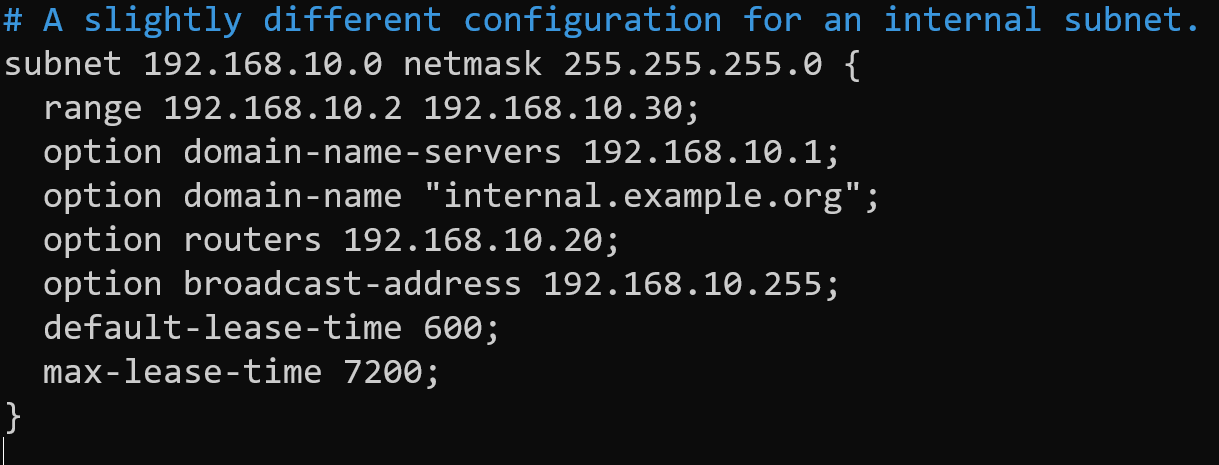 # A slightly different configuration for an internal subnet.
subnet 192.168.10.0 netmask 255.255.255.0 {
  range 192.168.10.2 192.168.10.30;
  option domain-name-servers 192.168.10.1;
  option domain-name "internal.example.org";
  option routers 192.168.10.20;
  option broadcast-address 192.168.10.255;
  default-lease-time 600;
  max-lease-time 7200;
}